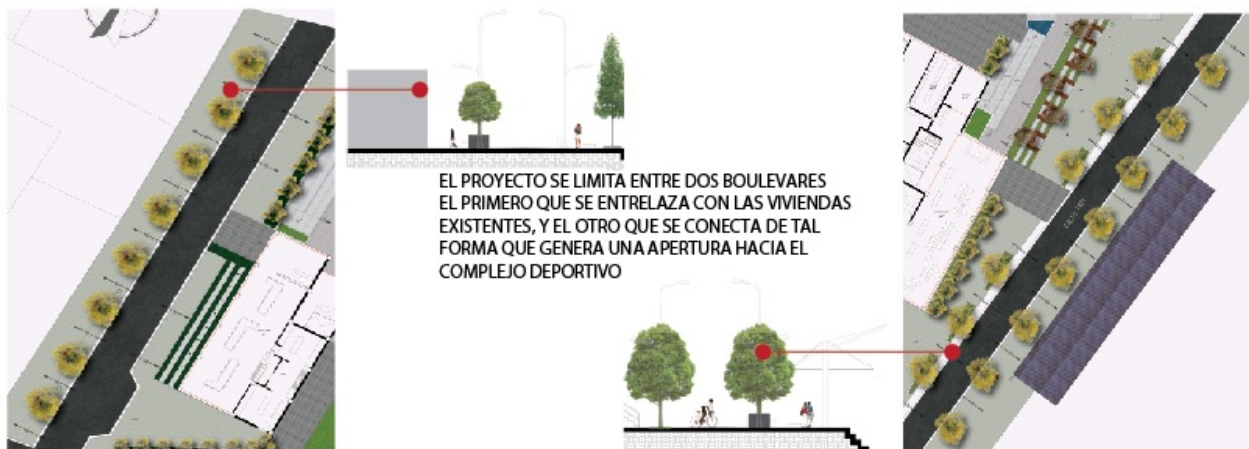 EL PROYECTO SE LIMITA ENTRE DOS BOULEVARES
EL PRIMERO QUE SE ENTRELAZA CON LAS VIVIENDAS
EXISTENTES, Y EL OTRO QUE SE CONECTA DE TAL
FORMA QUE GENERA UNA APERTURA HACIA EL
COMPLEJO DEPORTIVO